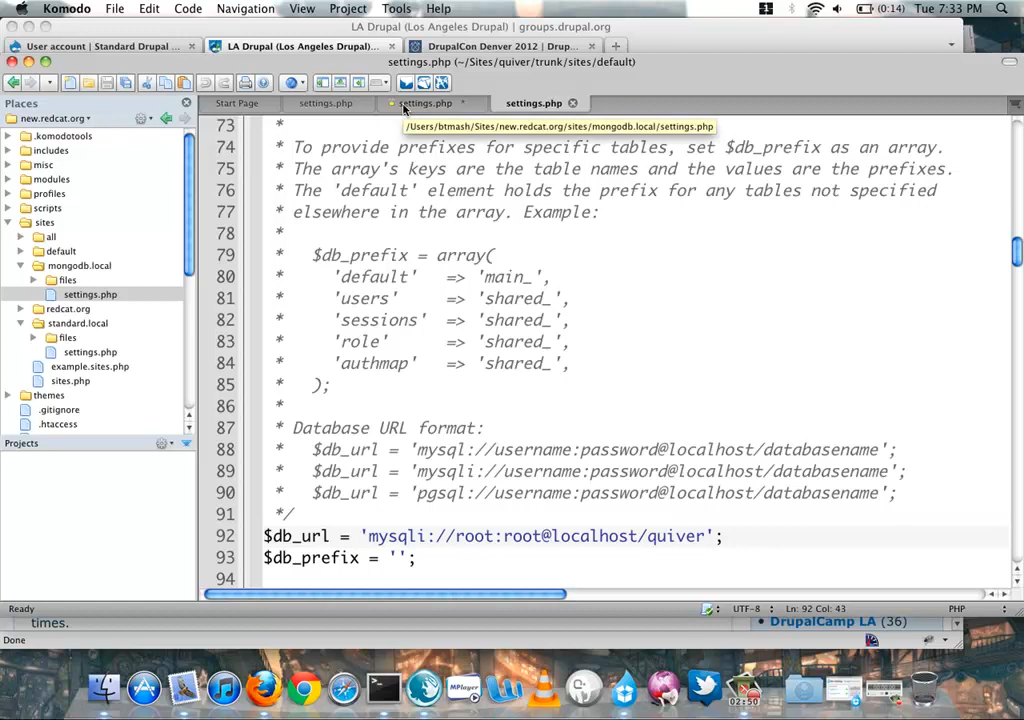 Komodo File Edit Code Navigation View Project Tools Help (0:14) Tue 7:33 PM
LA Drupal (Los Angeles Drupal) | groups.drupal.org
User account | Standard Drupal ... LA Drupal (Los Angeles Drupal)... DrupalCon Denver 2012 | Drup...
settings.php (~/Sites/quiver/trunk/sites/default)
Places
Start Page settings.php settings.php * settings.php
new.redcat.org
/Users/btmash/Sites/new.redcat.org/sites/mongodb.local/settings.php
.komodotools
includes
misc
modules
profiles
scripts
sites
all
default
mongodb.local
files
settings.php
redcat.org
standard.local
files
settings.php
example.sites.php
sites.php
themes
.gitignore
.htaccess
Projects
73 *
74 * To provide prefixes for specific tables, set $db_prefix as an array.
75 * The array's keys are the table names and the values are the prefixes.
76 * The 'default' element holds the prefix for any tables not specified
77 * elsewhere in the array. Example:
78 *
79 * $db_prefix = array(
80 * 'default' => 'main_',
81 * 'users' => 'shared_',
82 * 'sessions' => 'shared_',
83 * 'role' => 'shared_',
84 * 'authmap' => 'shared_',
85 * );
86 *
87 * Database URL format:
88 * $db_url = 'mysql://username:password@localhost/databasename';
89 * $db_url = 'mysqli://username:password@localhost/databasename';
90 * $db_url = 'pgsql://username:password@localhost/databasename';
91 */
92 $db_url = 'mysqli://root:root@localhost/quiver';
93 $db_prefix = '';
94
Ready UTF-8 Ln: 92 Col: 43 PHP
times. • DrupalCamp LA (36)
Done
MPlayer
02:50